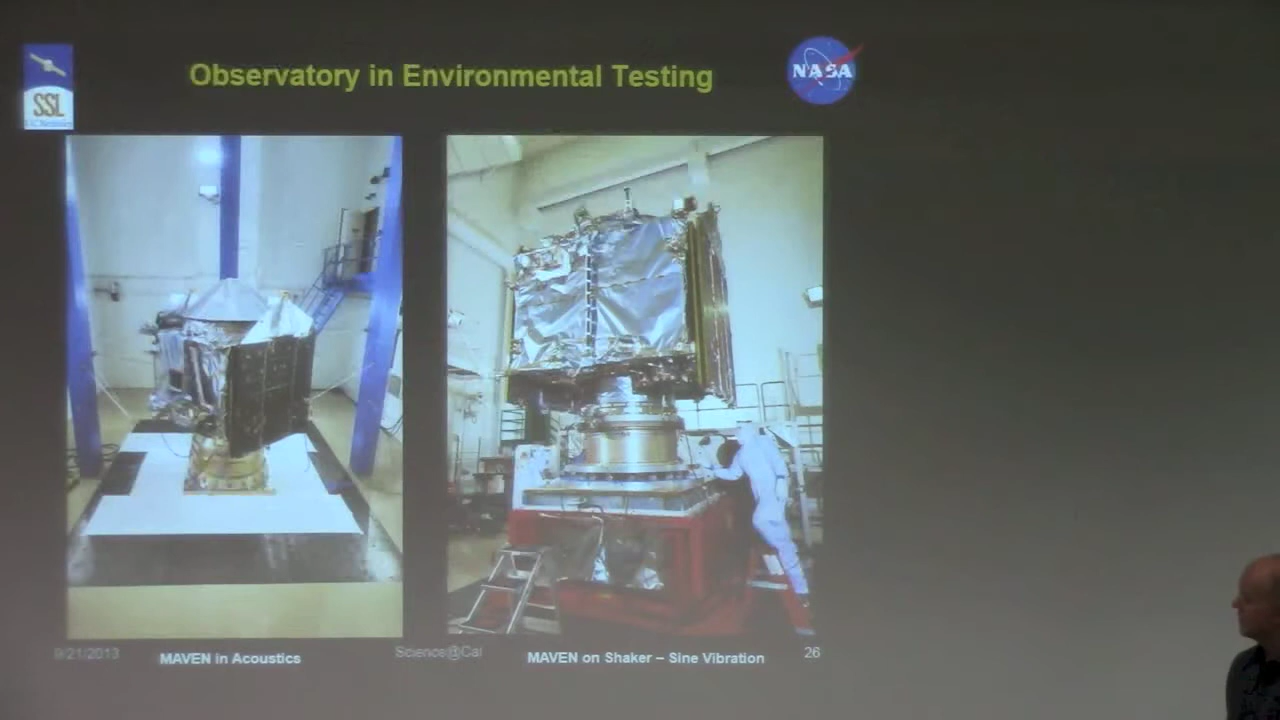 Observatory in Environmental Testing
NASA
SSL
9/21/2013
MAVEN in Acoustics
Science@Cal
MAVEN on Shaker – Sine Vibration
26